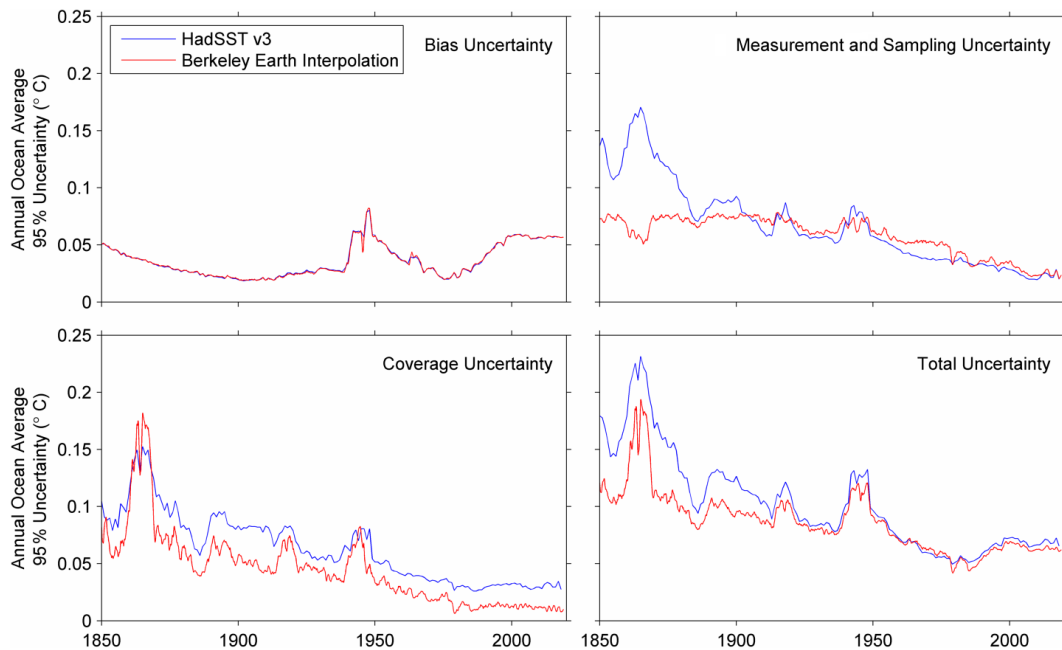 0.25
0.2
0.15
0.1
0.05
0
Annual Ocean Average
95% Uncertainty (° C)
HadSST v3
Berkeley Earth Interpolation
Bias Uncertainty
Measurement and Sampling Uncertainty
0.25
0.2
0.15
0.1
0.05
0
Annual Ocean Average
95% Uncertainty (° C)
Coverage Uncertainty
Total Uncertainty
1850 1900 1950 2000
1850 1900 1950 2000